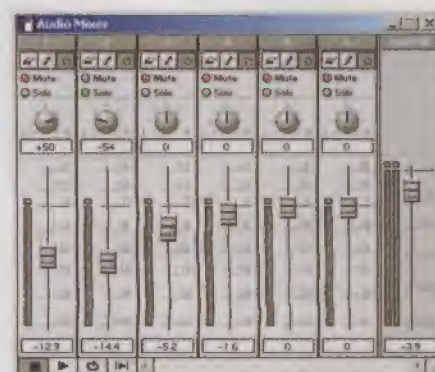 Audio Mixer
Mute Mute Mute Mute Mute Mute
Solo Solo Solo Solo Solo Solo
+50 -54 0 0 0 0
-12.9 -14.4 -5.2 -1.6 0 0 -3.9